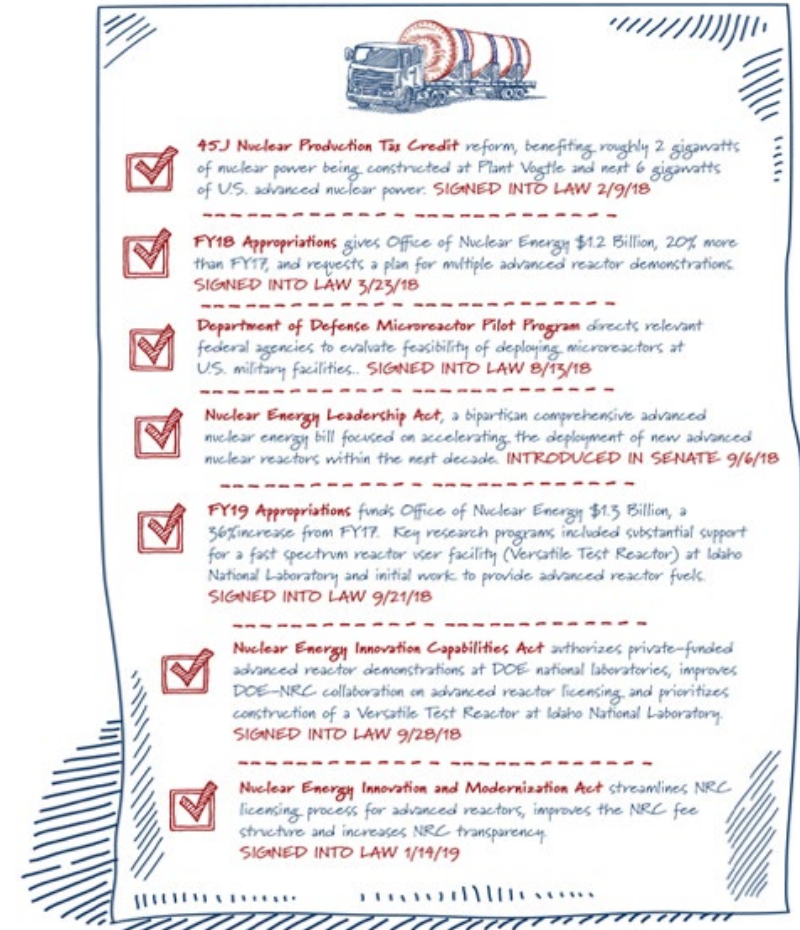 45J Nuclear Production Tax Credit reform, benefiting roughly 2 gigawatts
of nuclear power being constructed at Plant Vogtle and next 6 gigawatts
of U.S. advanced nuclear power. SIGNED INTO LAW 2/9/18
FY18 Appropriations gives Office of Nuclear Energy $1.2 Billion, 20% more
than FY17, and requests a plan for multiple advanced reactor demonstrations.
SIGNED INTO LAW 3/23/18
Department of Defense Microreactor Pilot Program directs relevant
federal agencies to evaluate feasibility of deploying microreactors at
U.S. military facilities.. SIGNED INTO LAW 8/13/18
Nuclear Energy Leadership Act, a bipartisan comprehensive advanced
nuclear energy bill focused on accelerating the deployment of new advanced
nuclear reactors within the next decade. INTRODUCED IN SENATE 9/6/18
FY19 Appropriations funds Office of Nuclear Energy $1.3 Billion, a
36%increase from FY17. Key research programs included substantial support
for a fast spectrum reactor user facility (Versatile Test Reactor) at Idaho
National Laboratory and initial work to provide advanced reactor fuels.
SIGNED INTO LAW 9/21/18
Nuclear Energy Innovation Capabilities Act authorizes private-funded
advanced reactor demonstrations at DOE national laboratories, improves
DOE-NRC collaboration on advanced reactor licensing and prioritizes
construction of a Versatile Test Reactor at Idaho National Laboratory.
SIGNED INTO LAW 9/28/18
Nuclear Energy Innovation and Modernization Act streamlines NRC
licensing process for advanced reactors, improves the NRC fee
structure and increases NRC transparency.
SIGNED INTO LAW 1/14/19